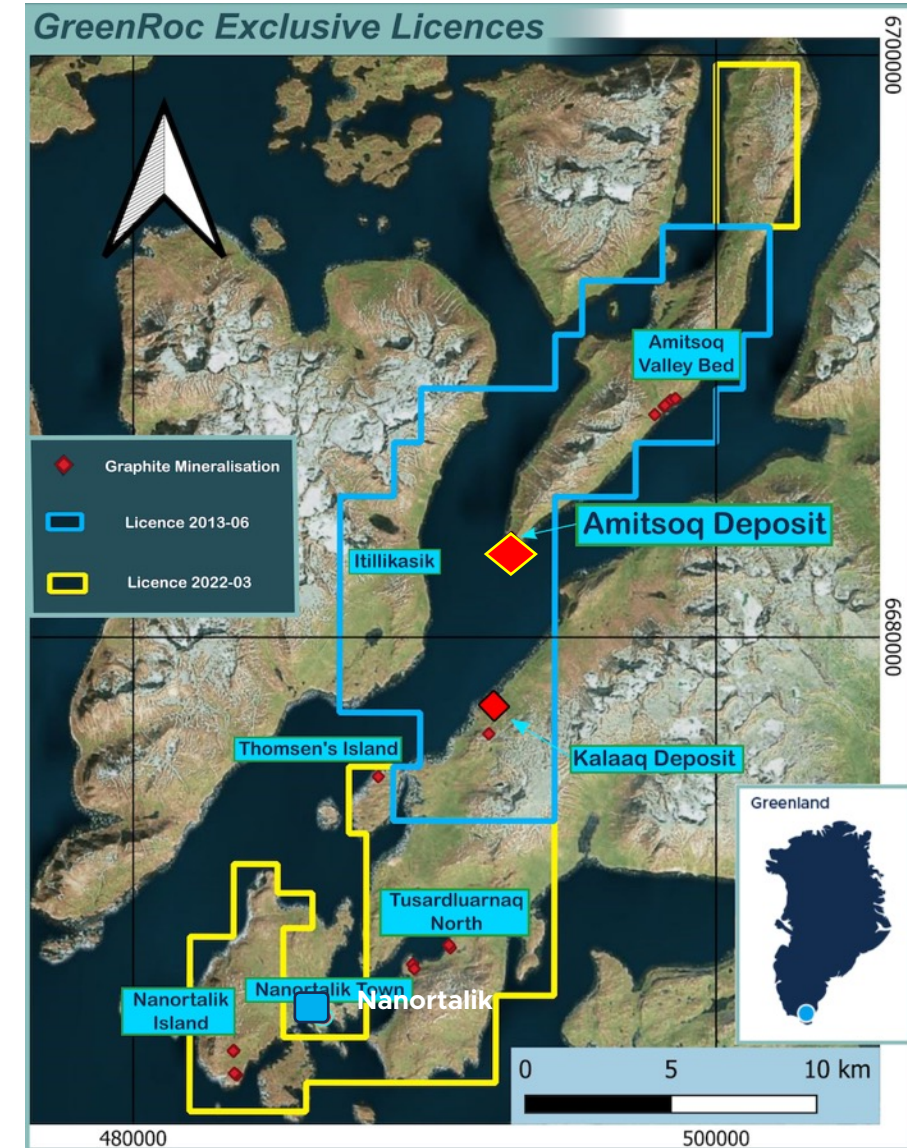 GreenRoc Exclusive Licences
6700000
Amitsoq
Valley Bed
Graphite Mineralisation
Licence 2013-06
Licence 2022-03
Amitsoq Deposit
Itillikasik
6680000
Thomsen's Island
Kalaaq Deposit
Greenland
Tusardluarnaq
North
Nanortalik Town
Nanortalik
Nanortalik
Island
0 5 10 km
480000 500000